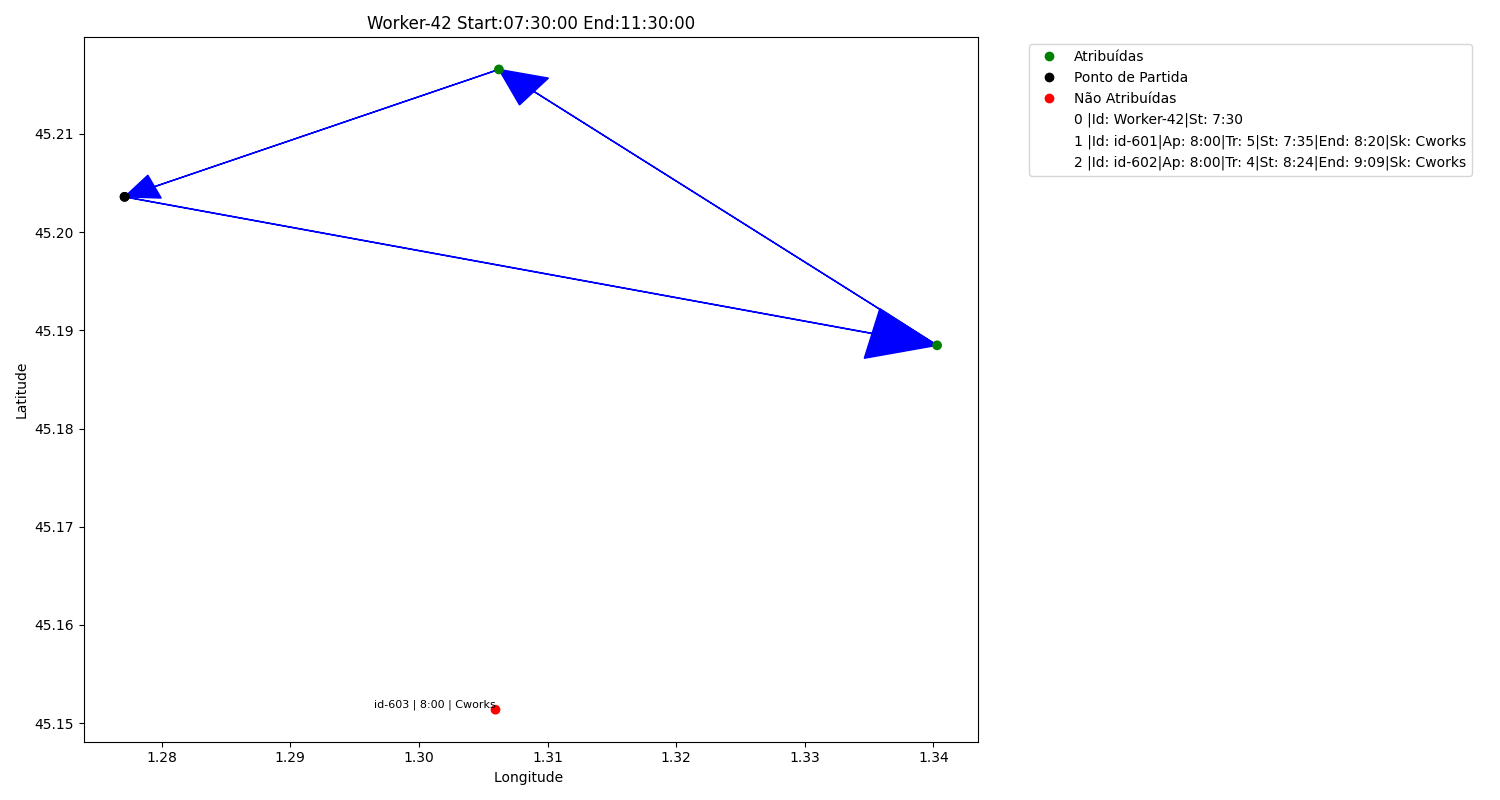 Worker-42 Start:07:30:00 End:11:30:00
Atribuídas
Ponto de Partida
Não Atribuídas
0 |Id: Worker-42|St: 7:30
1 |Id: id-601|Ap: 8:00|Tr: 5|St: 7:35|End: 8:20|Sk: Cworks
2 |Id: id-602|Ap: 8:00|Tr: 4|St: 8:24|End: 9:09|Sk: Cworks
45.21
45.20
45.19
45.18
45.17
45.16
45.15
Latitude
id-603 | 8:00 | Cworks
1.28 1.29 1.30 1.31 1.32 1.33 1.34
Longitude